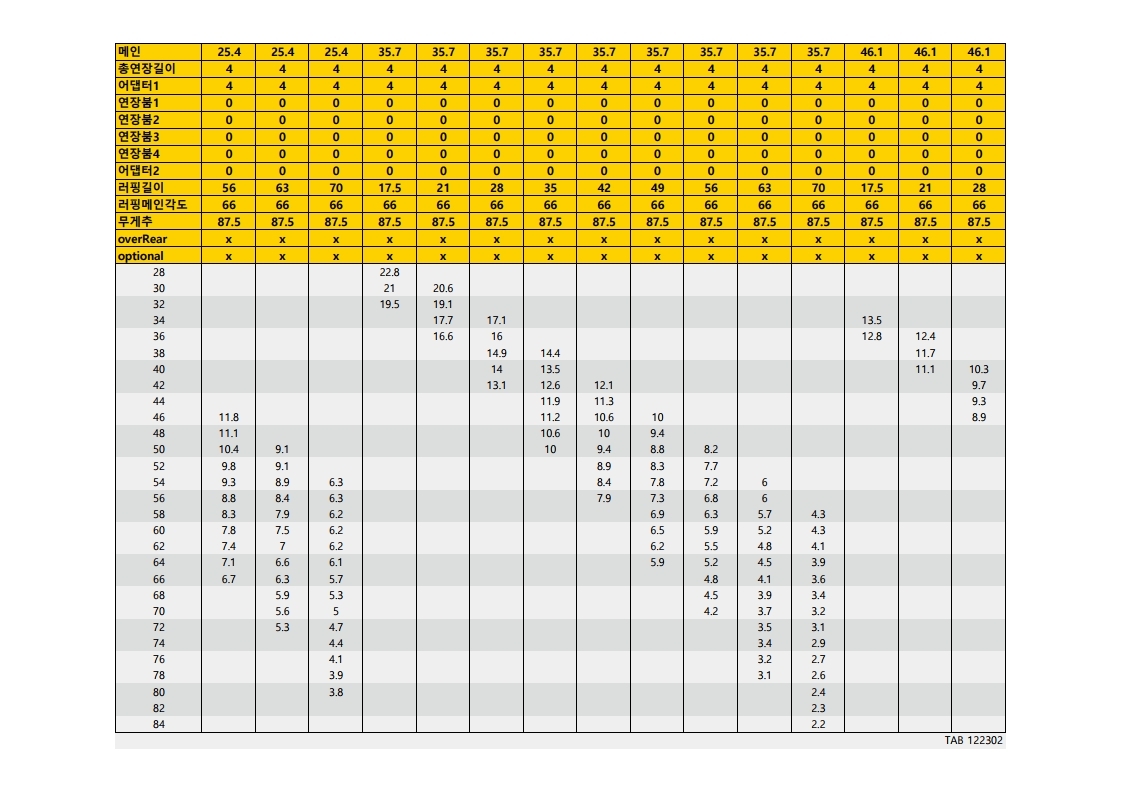 메인 25.4 25.4 25.4 35.7 35.7 35.7 35.7 35.7 35.7 35.7 35.7 35.7 46.1 46.1 46.1
총연장길이 4 4 4 4 4 4 4 4 4 4 4 4 4 4 4
어댑터1 4 4 4 4 4 4 4 4 4 4 4 4 4 4 4
연장붐1 0 0 0 0 0 0 0 0 0 0 0 0 0 0 0
연장붐2 0 0 0 0 0 0 0 0 0 0 0 0 0 0 0
연장붐3 0 0 0 0 0 0 0 0 0 0 0 0 0 0 0
연장붐4 0 0 0 0 0 0 0 0 0 0 0 0 0 0 0
어댑터2 0 0 0 0 0 0 0 0 0 0 0 0 0 0 0
러핑길이 56 63 70 17.5 21 28 35 42 49 56 63 70 17.5 21 28
러핑메인각도 66 66 66 66 66 66 66 66 66 66 66 66 66 66 66
무게추 87.5 87.5 87.5 87.5 87.5 87.5 87.5 87.5 87.5 87.5 87.5 87.5 87.5 87.5 87.5
overRear x x x x x x x x x x x x x x x
optional x x x x x x x x x x x x x x x
28 22.8
30 21 20.6
32 19.5 19.1
34 17.7 17.1 13.5
36 16.6 16 12.8 12.4
38 14.9 14.4 11.7
40 14 13.5 11.1 10.3
42 13.1 12.6 12.1 9.7
44 11.9 11.3 9.3
46 11.8 11.2 10.6 10 8.9
48 11.1 10.6 10 9.4
50 10.4 9.1 10 9.4 8.8 8.2
52 9.8 9.1 8.9 8.3 7.7
54 9.3 8.9 6.3 8.4 7.8 7.2 6
56 8.8 8.4 6.3 7.9 7.3 6.8 6
58 8.3 7.9 6.2 6.9 6.3 5.7 4.3
60 7.8 7.5 6.2 6.5 5.9 5.2 4.3
62 7.4 7 6.2 6.2 5.5 4.8 4.1
64 7.1 6.6 6.1 5.9 5.2 4.5 3.9
66 6.7 6.3 5.7 4.8 4.1 3.6
68 5.9 5.3 4.5 3.9 3.4
70 5.6 5 4.2 3.7 3.2
72 5.3 4.7 3.5 3.1
74 4.4 3.4 2.9
76 4.1 3.2 2.7
78 3.9 3.1 2.6
80 3.8 2.4
82 2.3
84 2.2
TAB 122302